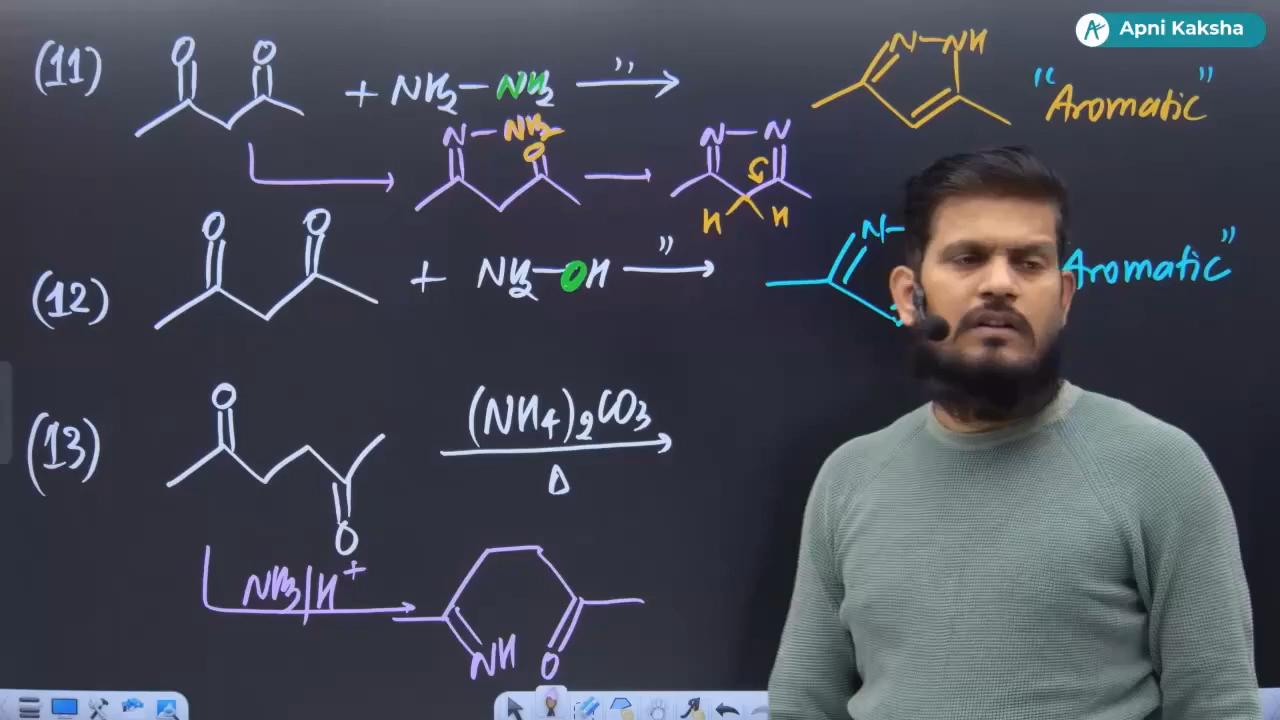 Apni Kaksha
(11) O O + NH2 — NH2 ” →
N — NH “Aromatic”
N — NH2 O → N — N H H
(12) O O + NH2 — OH ” → N — Aromatic”
(13) O O (NH4)2CO3 Δ
NH3/H+ → NH O